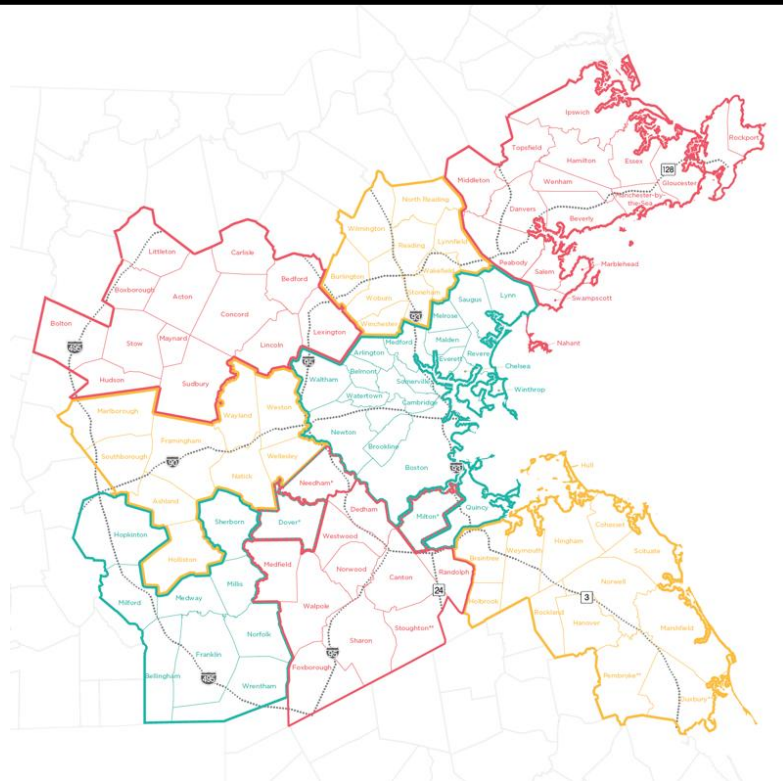 Ipswich
Rockport
Topsfield
Hamilton
Essex
128
Gloucester
Middleton
Wenham
Manchester-by-
the-Sea
Danvers
Beverly
North Reading
Wilmington
Reading
Lynnfield
Peabody
Salem
Marblehead
Swampscott
Nahant
Burlington
Wakefield
Stoneham
Woburn
Winchester
93
Littleton
Carlisle
Boxborough
Acton
Bedford
Concord
Bolton
495
Stow
Maynard
Lincoln
Lexington
Hudson
Sudbury
95
Saugus
Lynn
Melrose
Medford
Malden
Arlington
Revere
Everett
Chelsea
Belmont
Waltham
Somerville
Winthrop
Watertown
Cambridge
Newton
Brookline
Boston
93
Marlborough
Wayland
Weston
Framingham
Southborough
90
Wellesley
Natick
Ashland
Needham*
Hopkinton
Sherborn
Dover*
Dedham
Milton*
Quincy
Hull
Holliston
Westwood
Medfield
Norwood
Canton
Randolph
Braintree
Weymouth
Hingham
Cohasset
Scituate
Milford
Medway
Millis
Walpole
24
Holbrook
Norwell
Rockland
3
Hanover
Marshfield
Norfolk
Stoughton**
Sharon
Franklin
Foxborough
95
Bellingham
495
Wrentham
Pembroke**
Duxbury**